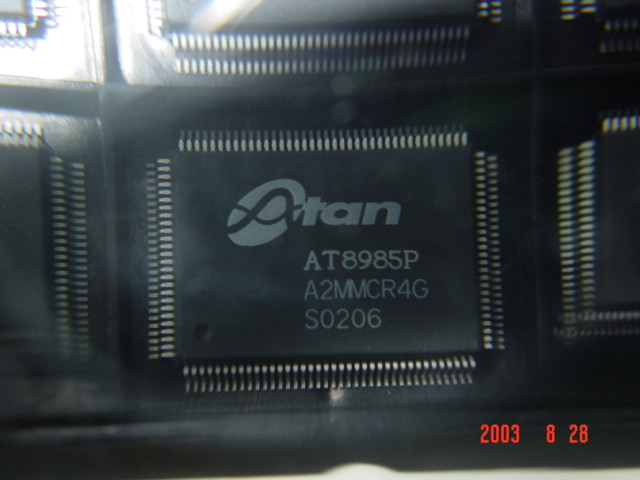 Atan
AT8985P
A2MMCR4G
S0206
2003 8 28